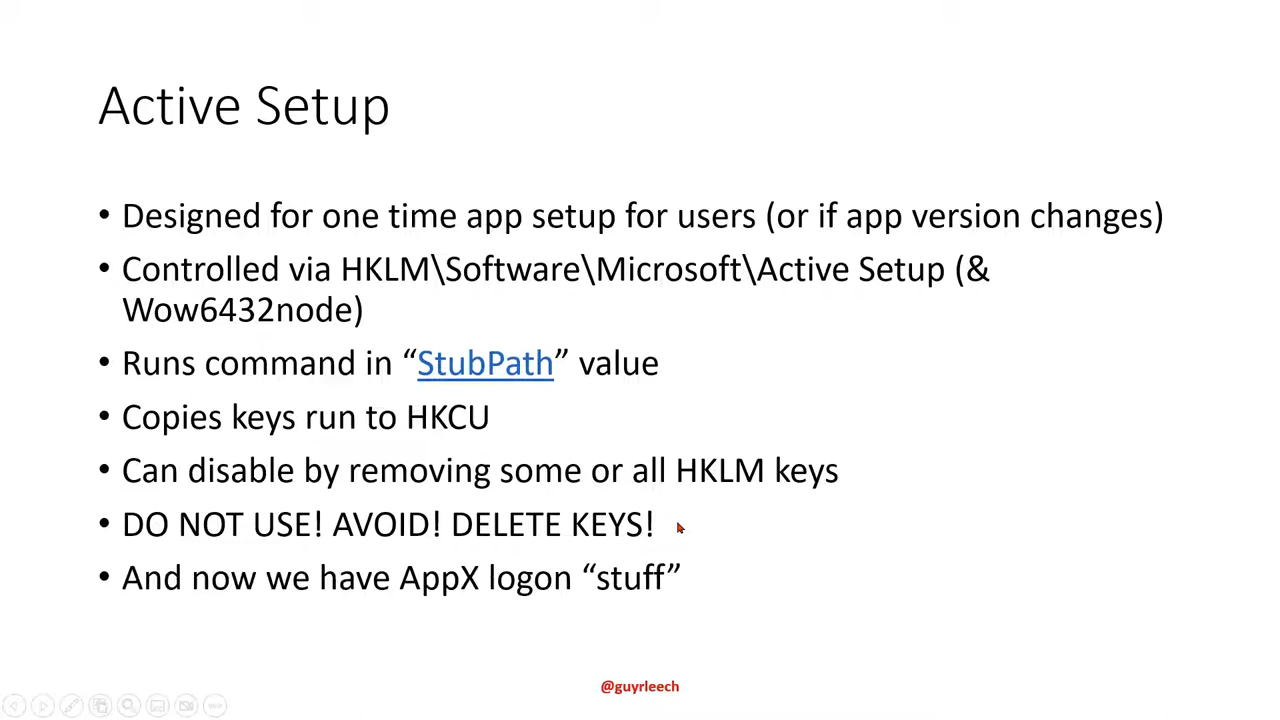 Active Setup
• Designed for one time app setup for users (or if app version changes)
• Controlled via HKLM\Software\Microsoft\Active Setup (&
Wow6432node)
• Runs command in “StubPath” value
• Copies keys run to HKCU
• Can disable by removing some or all HKLM keys
• DO NOT USE! AVOID! DELETE KEYS!
• And now we have AppX logon “stuff”
@guyrleech